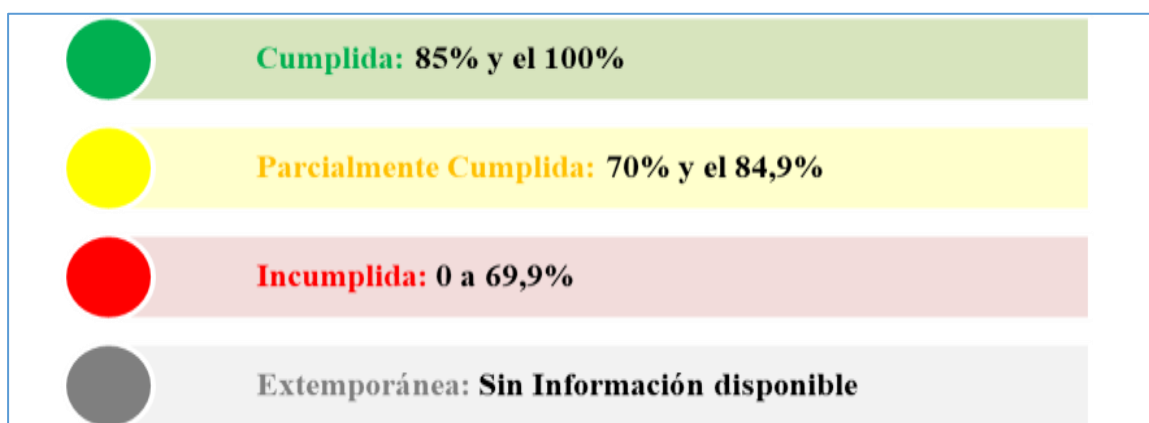 Cumplida: 85% y el 100%
Parcialmente Cumplida: 70% y el 84,9%
Incumplida: 0 a 69,9%
Extemporánea: Sin Información disponible